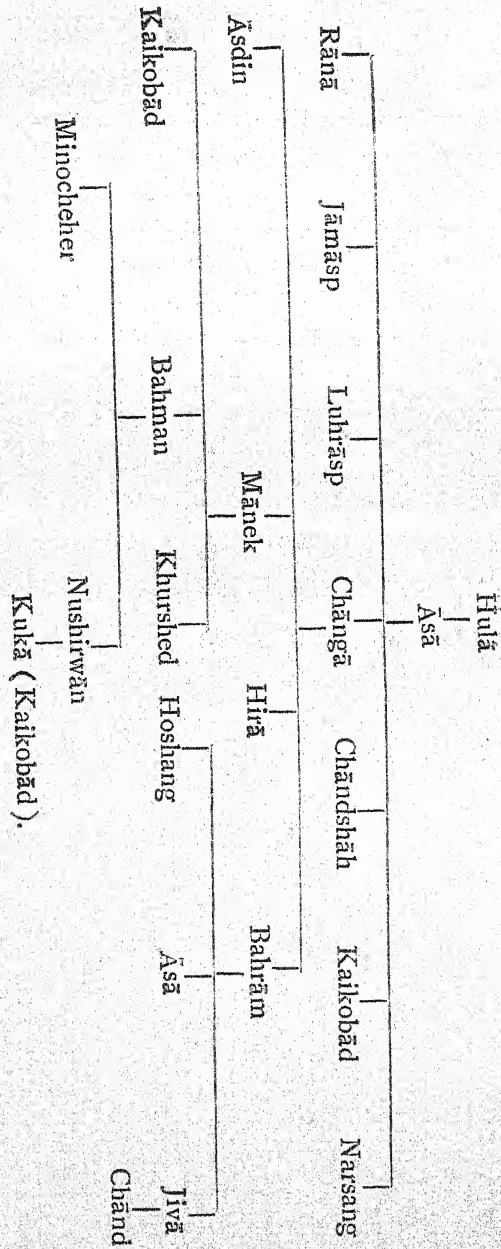 Hulā
Āsā
Rānā Jāmāsp Luhrāsp Chāngā Chāndshāh Kaikobād Narsang
Āsdin Mānek Hirā Bahrām
Kaikobād Bahman Khurshed Hoshang Āsā Jivā
Minocheher Nushirwān Chānd
Kukā ( Kaikobād ).